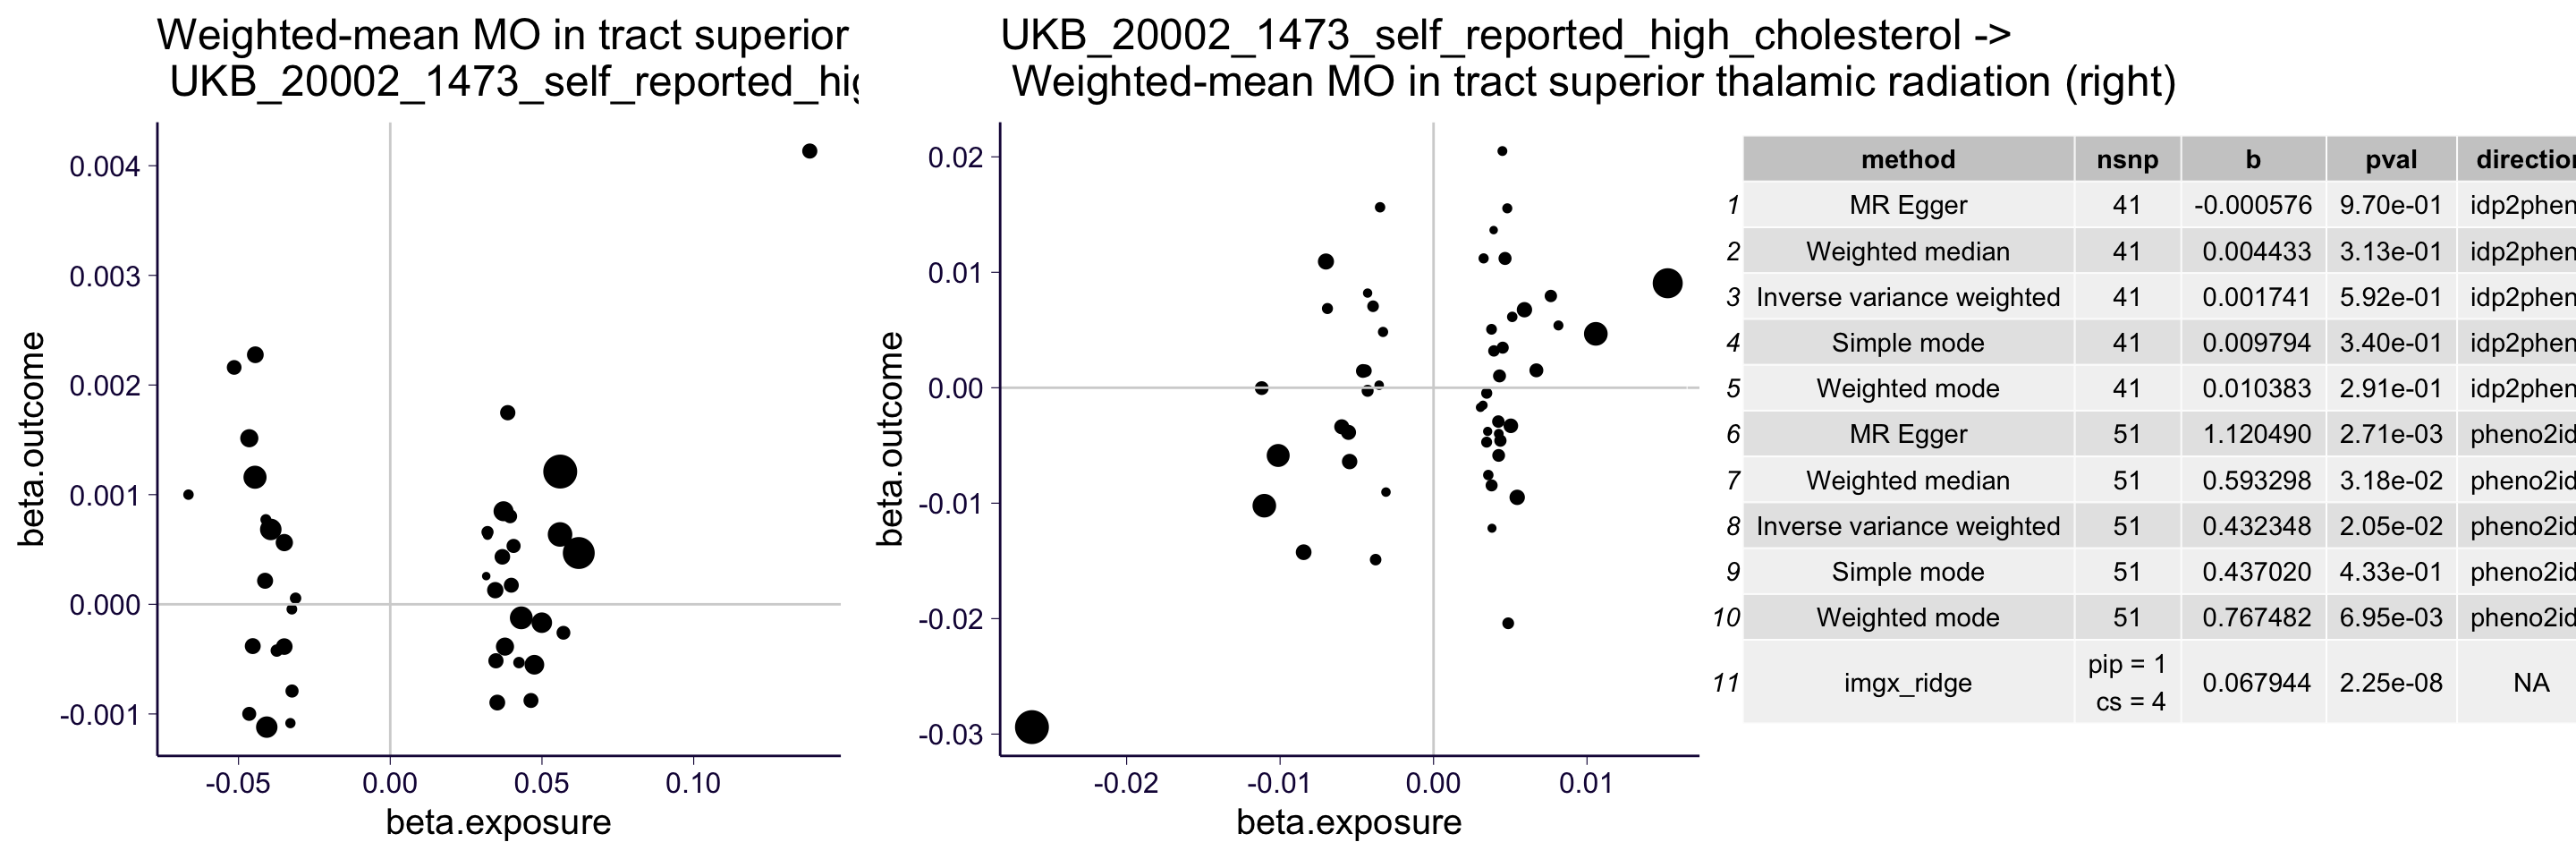 Weighted-mean MO in tract superior
UKB_20002_1473_self_reported_hi
0.004
0.003
0.002
0.001
0.000
-0.001
beta.outcome
-0.05 0.00 0.05 0.10
beta.exposure
UKB_20002_1473_self_reported_high_cholesterol ->
Weighted-mean MO in tract superior thalamic radiation (right)
0.02
0.01
0.00
-0.01
-0.02
-0.03
beta.outcome
-0.02 -0.01 0.00 0.01
beta.exposure
method nsnp b pval direction
1 MR Egger 41 -0.000576 9.70e-01 idp2phen
2 Weighted median 41 0.004433 3.13e-01 idp2phen
3 Inverse variance weighted 41 0.001741 5.92e-01 idp2phen
4 Simple mode 41 0.009794 3.40e-01 idp2phen
5 Weighted mode 41 0.010383 2.91e-01 idp2phen
6 MR Egger 51 1.120490 2.71e-03 pheno2id
7 Weighted median 51 0.593298 3.18e-02 pheno2id
8 Inverse variance weighted 51 0.432348 2.05e-02 pheno2id
9 Simple mode 51 0.437020 4.33e-01 pheno2id
10 Weighted mode 51 0.767482 6.95e-03 pheno2id
11 imgx_ridge pip = 1 cs = 4 0.067944 2.25e-08 NA